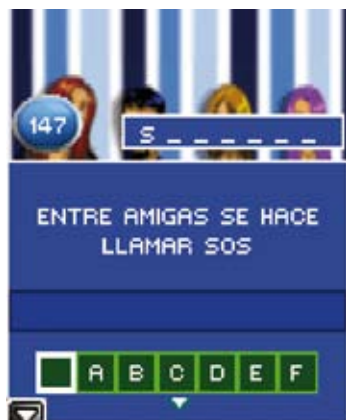 147
S _ _ _ _ _ _
ENTRE AMIGAS SE HACE
LLAMAR SOS
A B C D E F